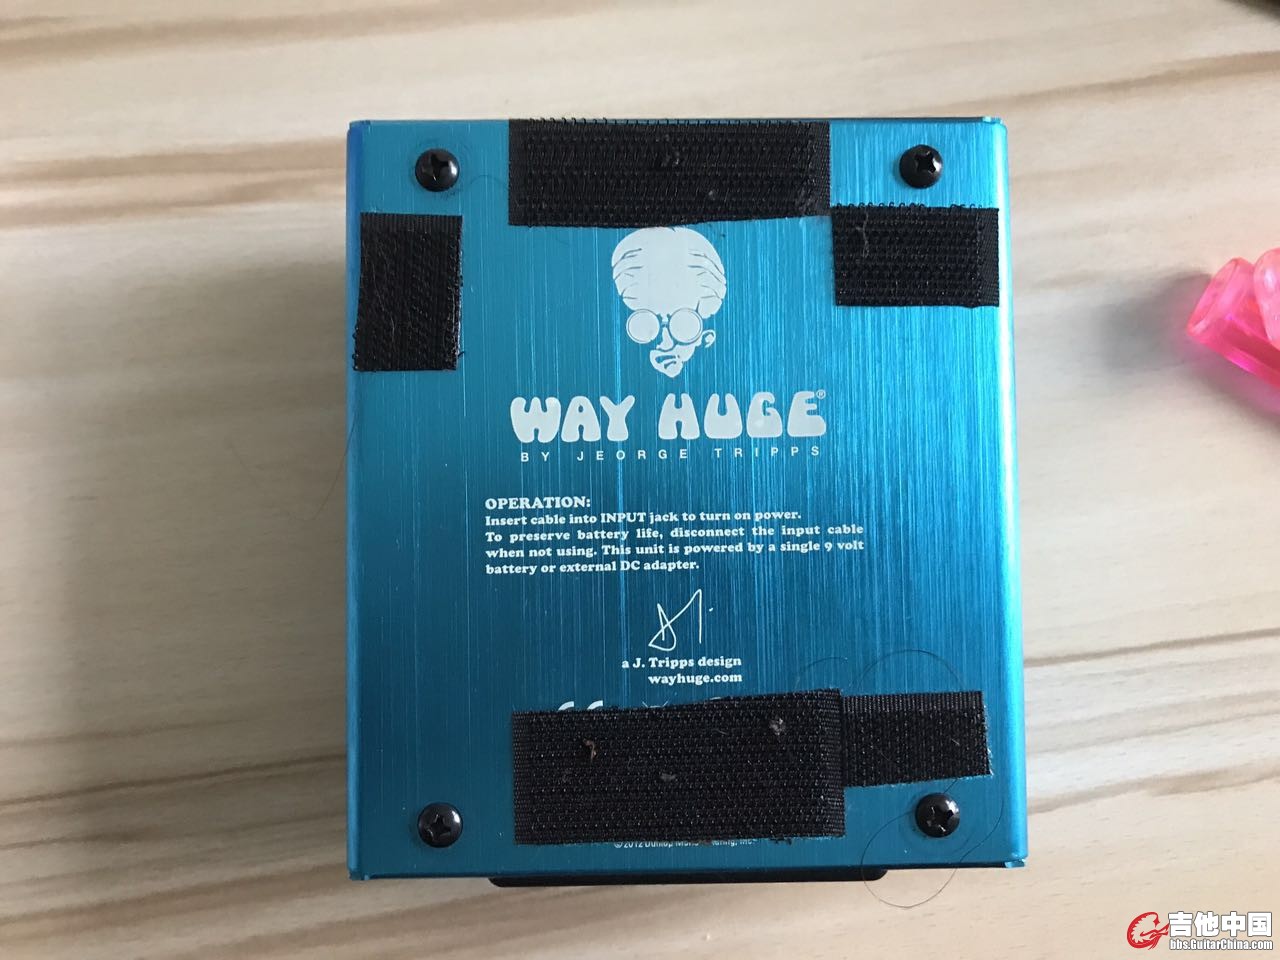 WAY HUGE®
BY JEORGE TRIPPS
OPERATION:
Insert cable into INPUT jack to turn on power.
To preserve battery life, disconnect the input cable
when not using. This unit is powered by a single 9 volt
battery or external DC adapter.
a J. Tripps design
wayhuge.com
©2012 Dunlop
吉他中国
bbs.GuitarChina.com